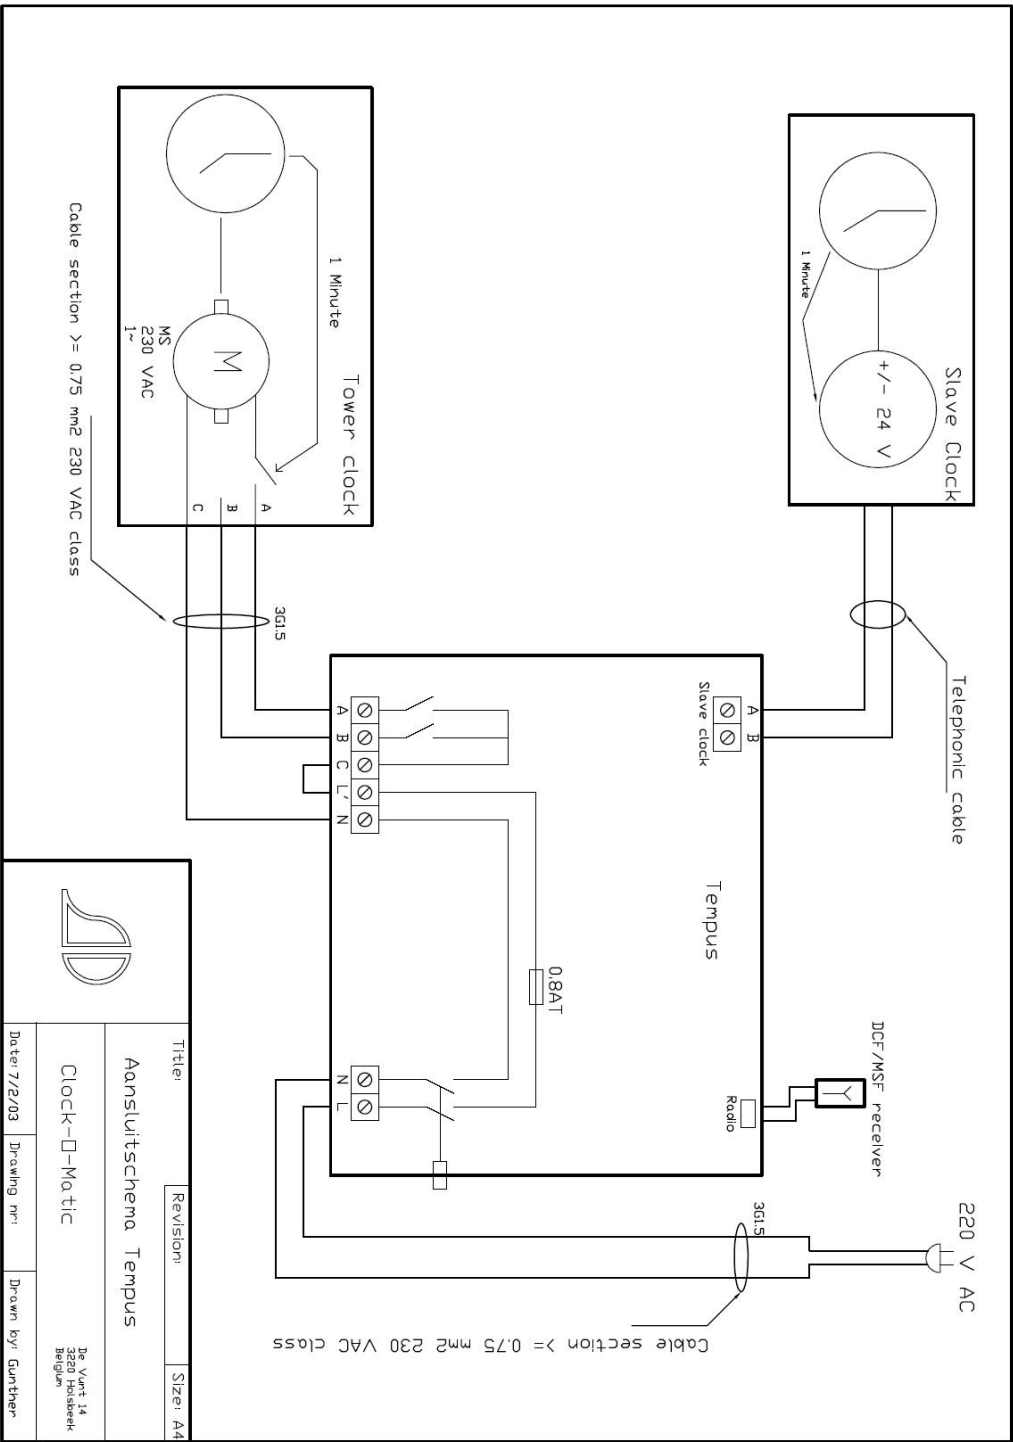 Slave Clock
+/- 24 V
1 Minute
Telephonic cable
DCF/MSF receiver
220 V AC
A
B
Slave clock
Radio
Tempus
3G1.5
Cable section >= 0.75 mm2 230 VAC class
Tower clock
1 Minute
M
MS
230 VAC
1~
A
B
C
3G1.5
Cable section >= 0.75 mm2 230 VAC class
A
B
C
L'
N
0,8AT
N
L
Title:
Revision:
Size: A4
Aansluitschema Tempus
Clock-O-Matic
De Vunt 14
3220 Holsbeek
Belgium
Date: 7/2/03
Drawing nr:
Drawn by: Gunther